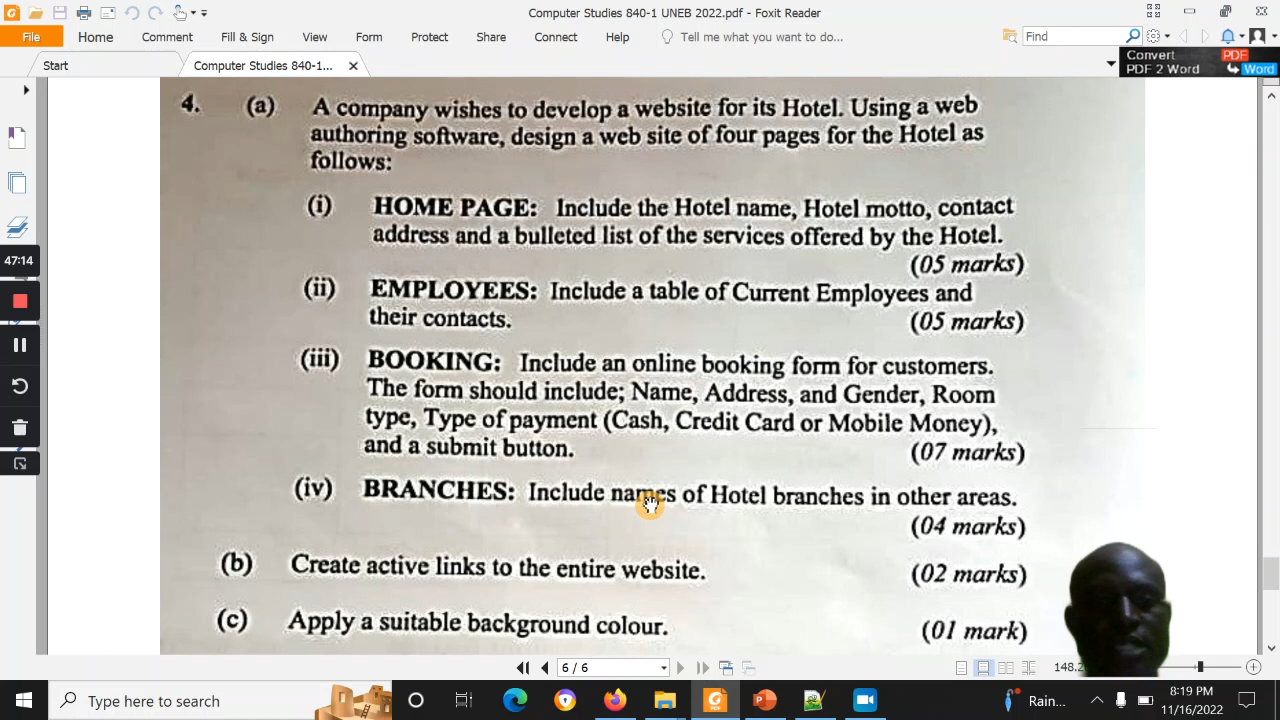 Computer Studies 840-1 UNEB 2022.pdf - Foxit Reader
File Home Comment Fill & Sign View Form Protect Share Connect Help Tell me what you want to do... Find
Start Computer Studies 840-1...
Convert PDF
PDF 2 Word Word
4. (a) A company wishes to develop a website for its Hotel. Using a web
authoring software, design a web site of four pages for the Hotel as
follows:
(i) HOME PAGE: Include the Hotel name, Hotel motto, contact
address and a bulleted list of the services offered by the Hotel.
(05 marks)
47:14
(ii) EMPLOYEES: Include a table of Current Employees and
their contacts. (05 marks)
(iii) BOOKING: Include an online booking form for customers.
The form should include; Name, Address, and Gender, Room
type, Type of payment (Cash, Credit Card or Mobile Money),
and a submit button. (07 marks)
(iv) BRANCHES: Include names of Hotel branches in other areas.
(04 marks)
(b) Create active links to the entire website. (02 marks)
(c) Apply a suitable background colour. (01 mark)
6 / 6 148.2
Type here to search
Rain...
8:19 PM
11/16/2022